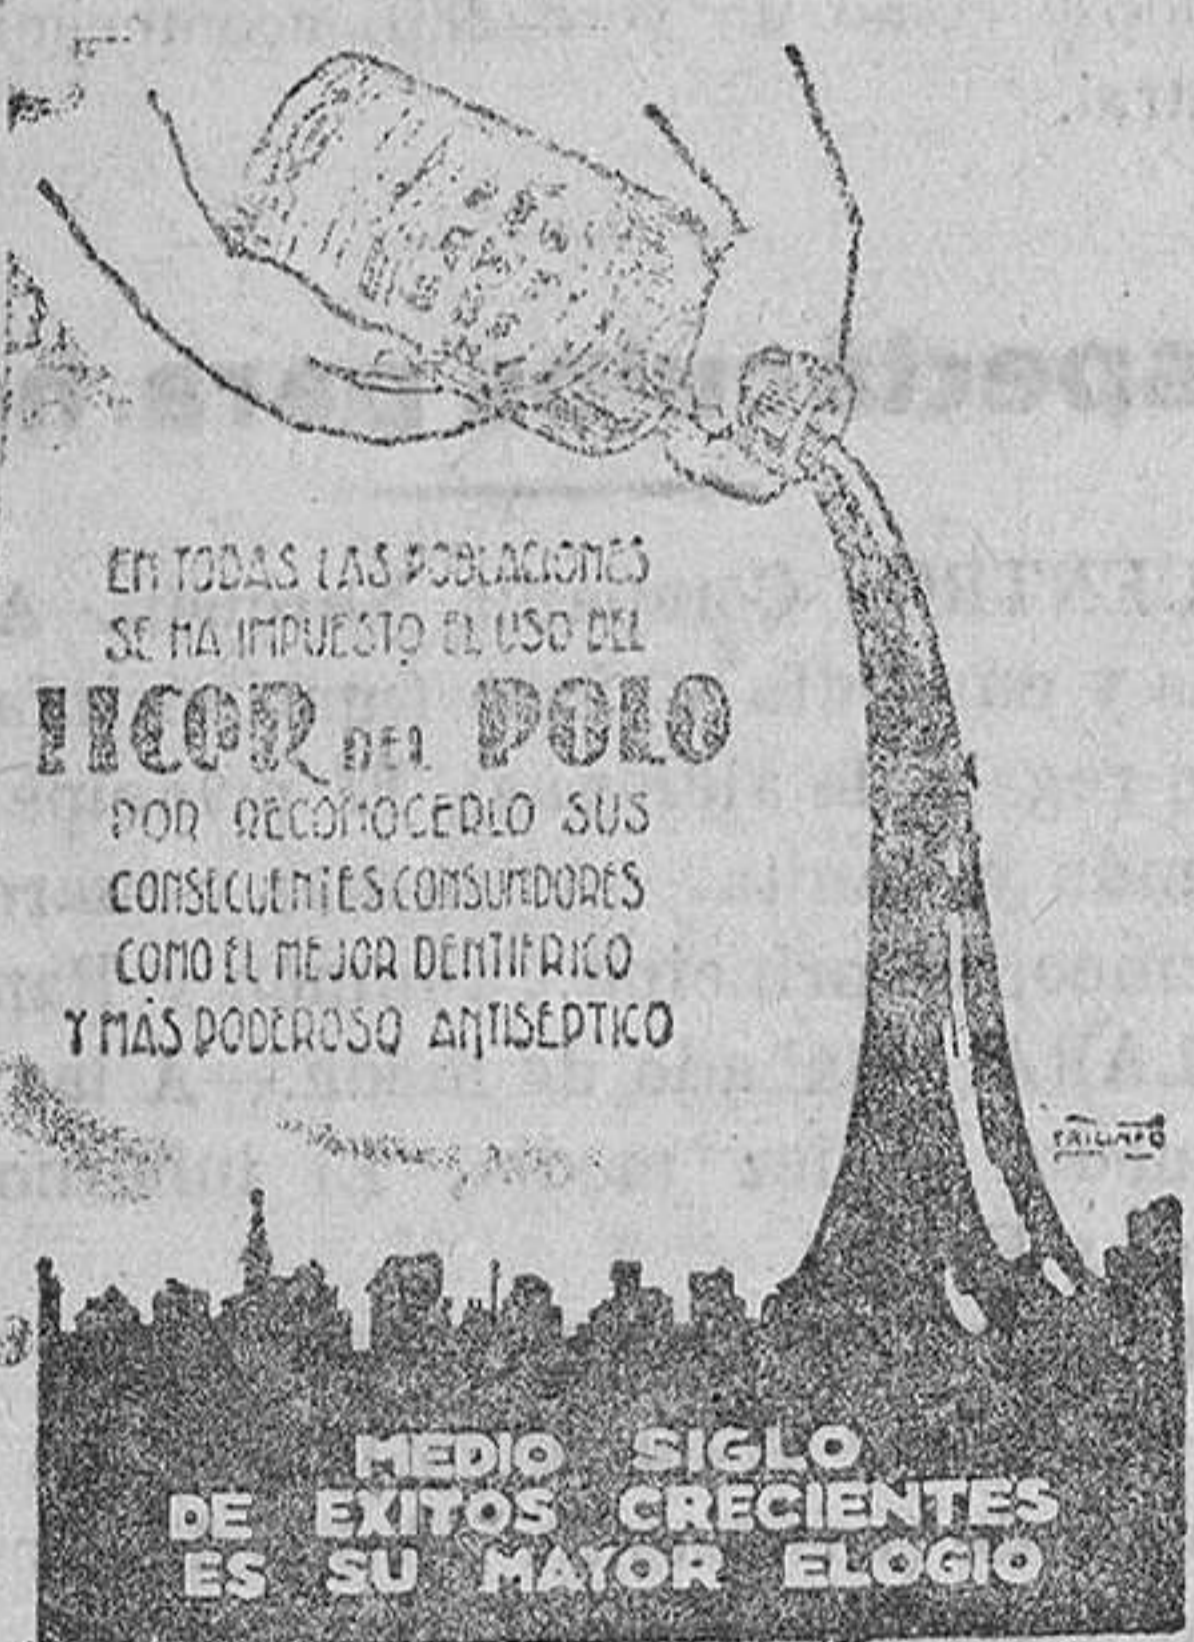 EN TODAS LAS POBLACIONES
SE HA IMPUESTO EL USO DEL
LICOR DEL POLO
POR RECONOCERLO SUS
CONSECUENTES CONSUMIDORES
COMO EL MEJOR DENTIFRICO
Y MÁS PODEROSO ANTISEPTICO
TRIUNFO
MEDIO SIGLO
DE EXITOS CRECIENTES
ES SU MAYOR ELOGIO